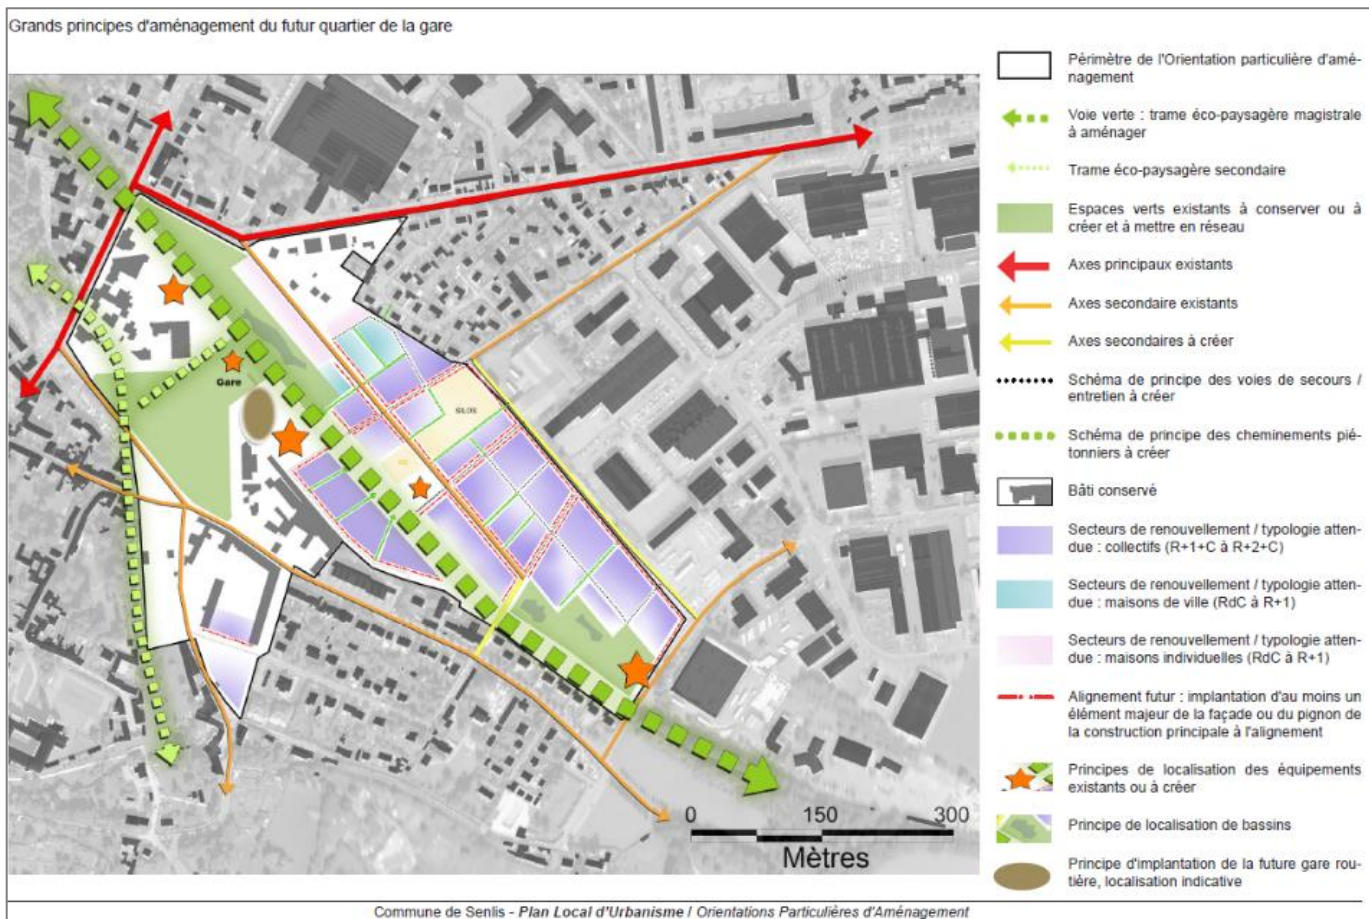 Grands principes d'aménagement du futur quartier de la gare
Périmètre de l'Orientation particulière d'amé-
nagement
Voie verte : trame éco-paysagère magistrale
à aménager
Trame éco-paysagère secondaire
Espaces verts existants à conserver ou à
créer et à mettre en réseau
Axes principaux existants
Axes secondaire existants
Axes secondaires à créer
Schéma de principe des voies de secours /
entretien à créer
Schéma de principe des cheminements pié-
tonniers à créer
Bâti conservé
Secteurs de renouvellement / typologie atten-
due : collectifs (R+1+C à R+2+C)
Secteurs de renouvellement / typologie atten-
due : maisons de ville (RdC à R+1)
Secteurs de renouvellement / typologie atten-
due : maisons individuelles (RdC à R+1)
Alignement futur : implantation d'au moins un
élément majeur de la façade ou du pignon de
la construction principale à l'alignement
Principes de localisation des équipements
existants ou à créer
Principe de localisation de bassins
Principe d'implantation de la future gare rou-
tière, localisation indicative
Gare
SILOS
0 150 300
Mètres
Commune de Senlis - Plan Local d'Urbanisme / Orientations Particulières d'Aménagement